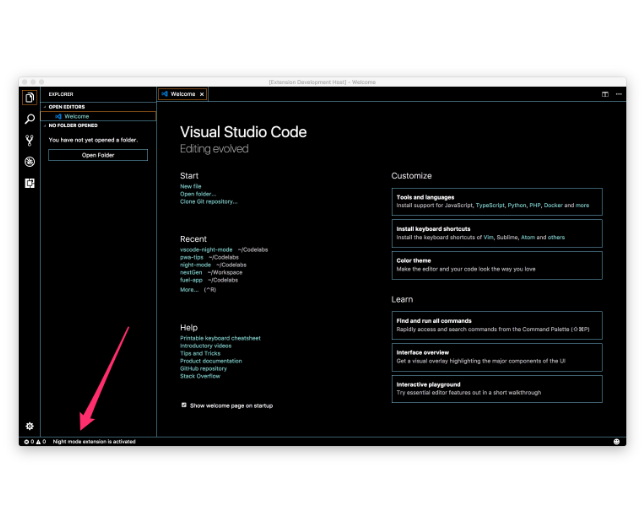 [Extension Development Host] - Welcome
EXPLORER
OPEN EDITORS
Welcome
NO FOLDER OPENED
You have not yet opened a folder.
Open Folder
Welcome ×
Visual Studio Code
Editing evolved
Start
New file
Open folder...
Clone Git repository...
Recent
vscode-night-mode ~/Codelabs
pwa-tips ~/Codelabs
night-mode ~/Codelabs
nextGen ~/Workspace
fuel-app ~/Codelabs
More... (^R)
Help
Printable keyboard cheatsheet
Introductory videos
Tips and Tricks
Product documentation
GitHub repository
Stack Overflow
Show welcome page on startup
Customize
Tools and languages
Install support for JavaScript, TypeScript, Python, PHP, Docker and more
Install keyboard shortcuts
Install the keyboard shortcuts of Vim, Sublime, Atom and others
Color theme
Make the editor and your code look the way you love
Learn
Find and run all commands
Rapidly access and search commands from the Command Palette (⇧⌘P)
Interface overview
Get a visual overlay highlighting the major components of the UI
Interactive playground
Try essential editor features out in a short walkthrough
0 0 Night mode extension is activated